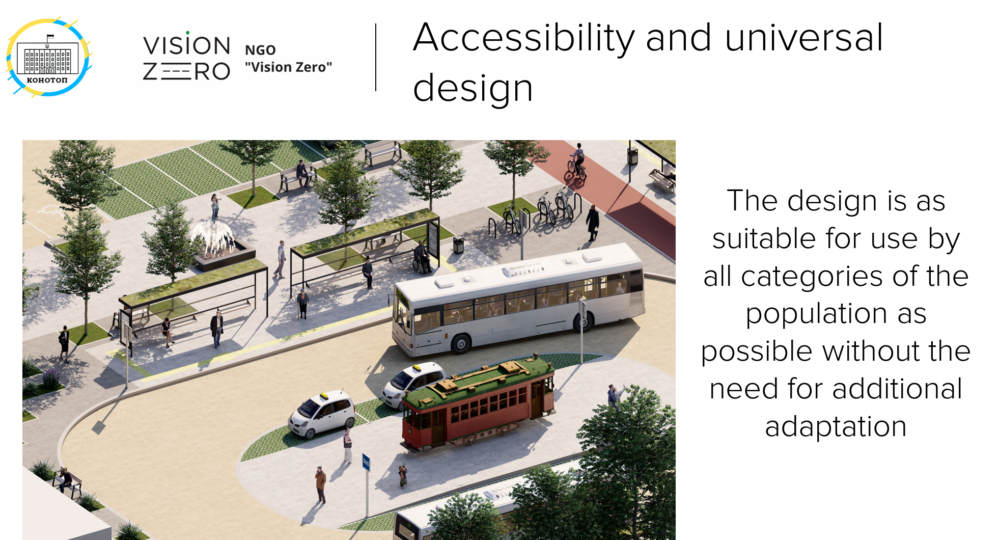 КОНОТОП
VISION
ZERO
NGO
"Vision Zero"
Accessibility and universal
design
The design is as
suitable for use by
all categories of the
population as
possible without the
need for additional
adaptation
TAXIS